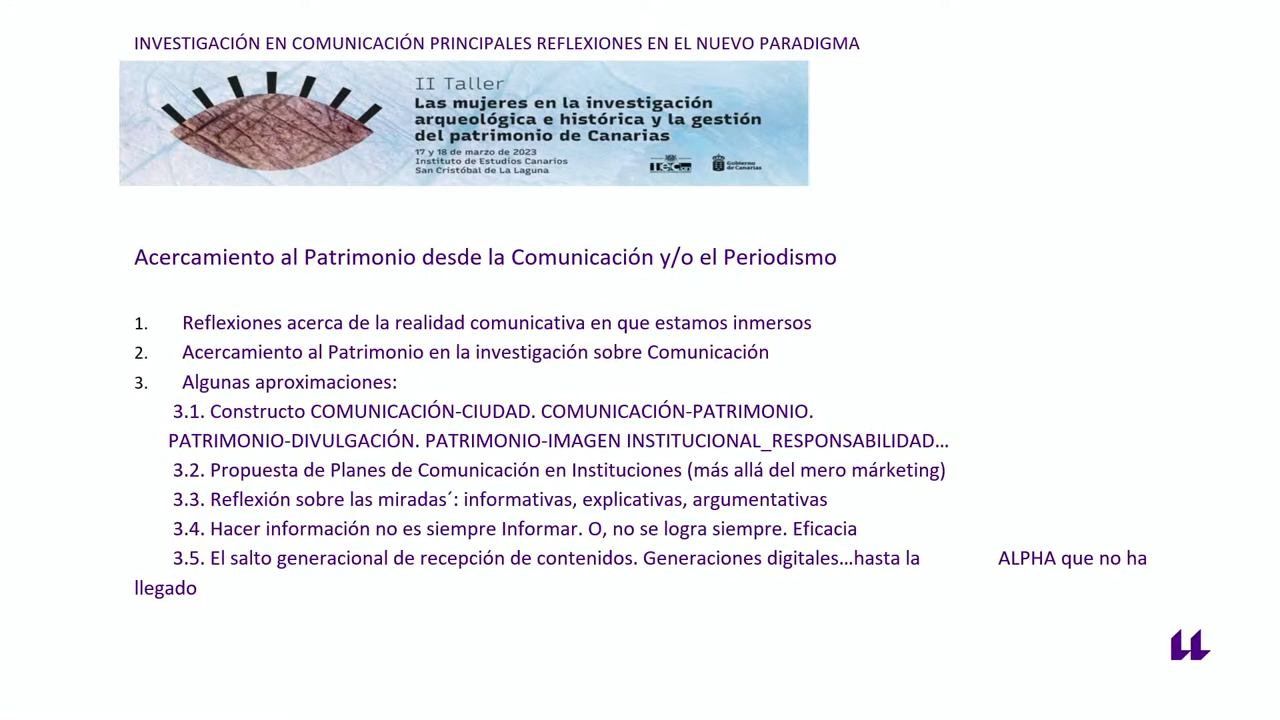 INVESTIGACIÓN EN COMUNICACIÓN PRINCIPALES REFLEXIONES EN EL NUEVO PARADIGMA
II Taller
Las mujeres en la investigación
arqueológica e histórica y la gestión
del patrimonio de Canarias
17 y 18 de marzo de 2023
Instituto de Estudios Canarios
San Cristóbal de La Laguna
Gobierno
de Canarias
Acercamiento al Patrimonio desde la Comunicación y/o el Periodismo
1. Reflexiones acerca de la realidad comunicativa en que estamos inmersos
2. Acercamiento al Patrimonio en la investigación sobre Comunicación
3. Algunas aproximaciones:
3.1. Constructo COMUNICACIÓN-CIUDAD. COMUNICACIÓN-PATRIMONIO.
PATRIMONIO-DIVULGACIÓN. PATRIMONIO-IMAGEN INSTITUCIONAL_RESPONSABILIDAD…
3.2. Propuesta de Planes de Comunicación en Instituciones (más allá del mero márketing)
3.3. Reflexión sobre las miradas´: informativas, explicativas, argumentativas
3.4. Hacer información no es siempre Informar. O, no se logra siempre. Eficacia
3.5. El salto generacional de recepción de contenidos. Generaciones digitales…hasta la ALPHA que no ha
llegado